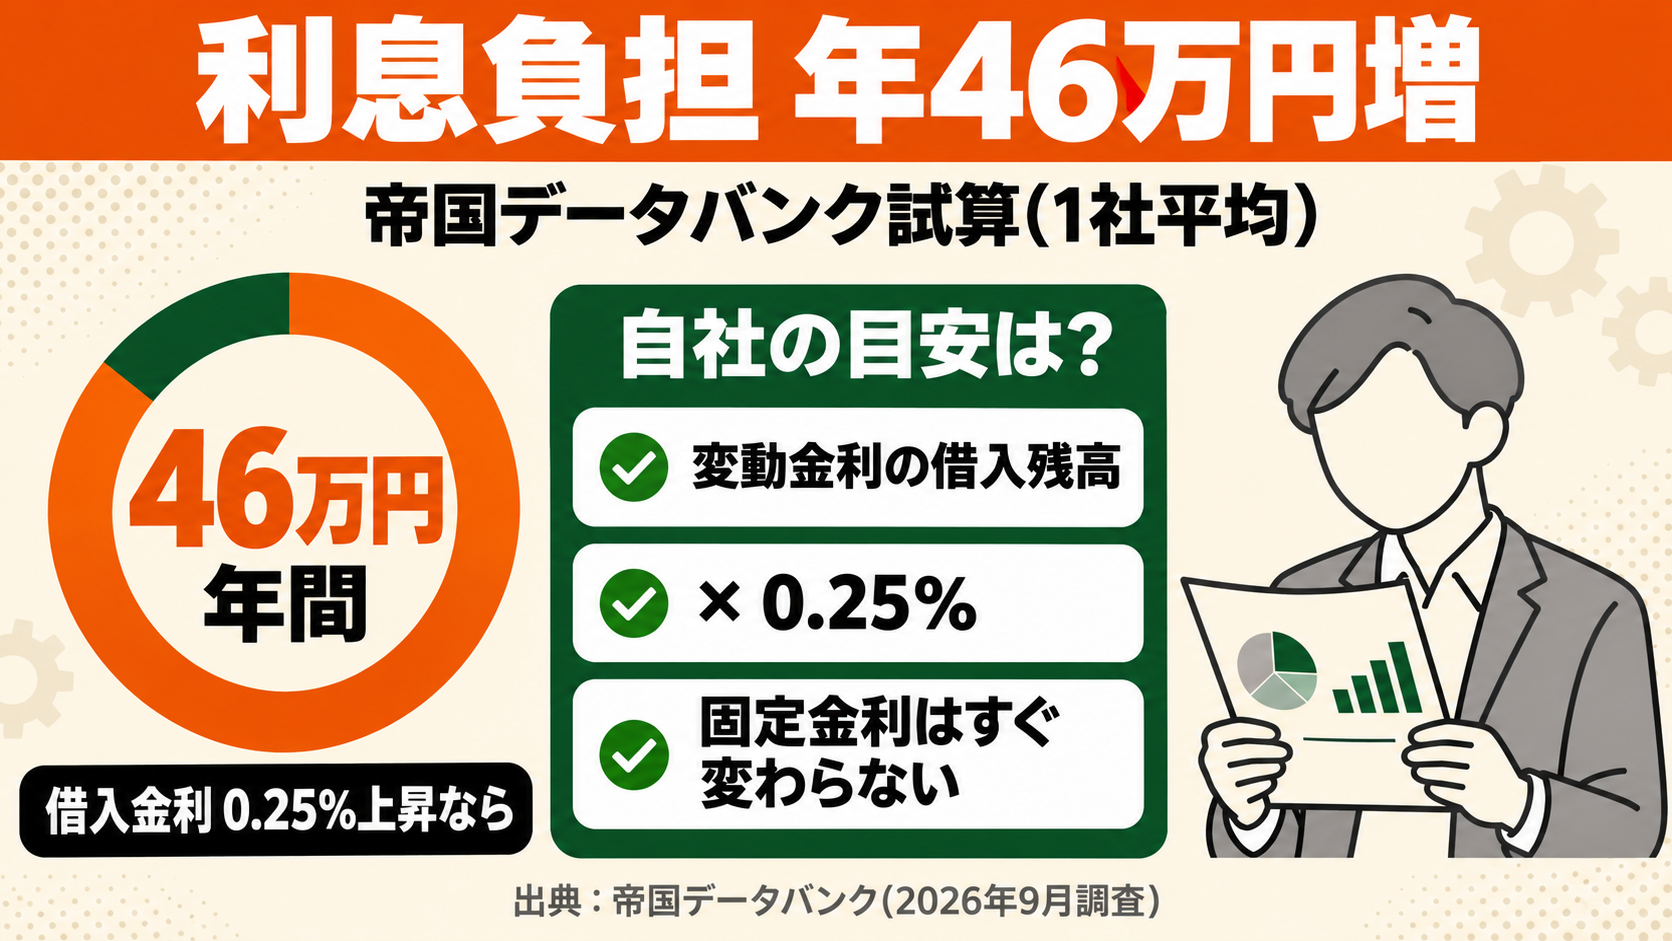 利息負担 年46万円増
帝国データバンク試算(1社平均)
46万円
年間
借入金利 0.25%上昇なら
自社の目安は?
変動金利の借入残高
× 0.25%
固定金利はすぐ
変わらない
出典：帝国データバンク(2026年9月調査)